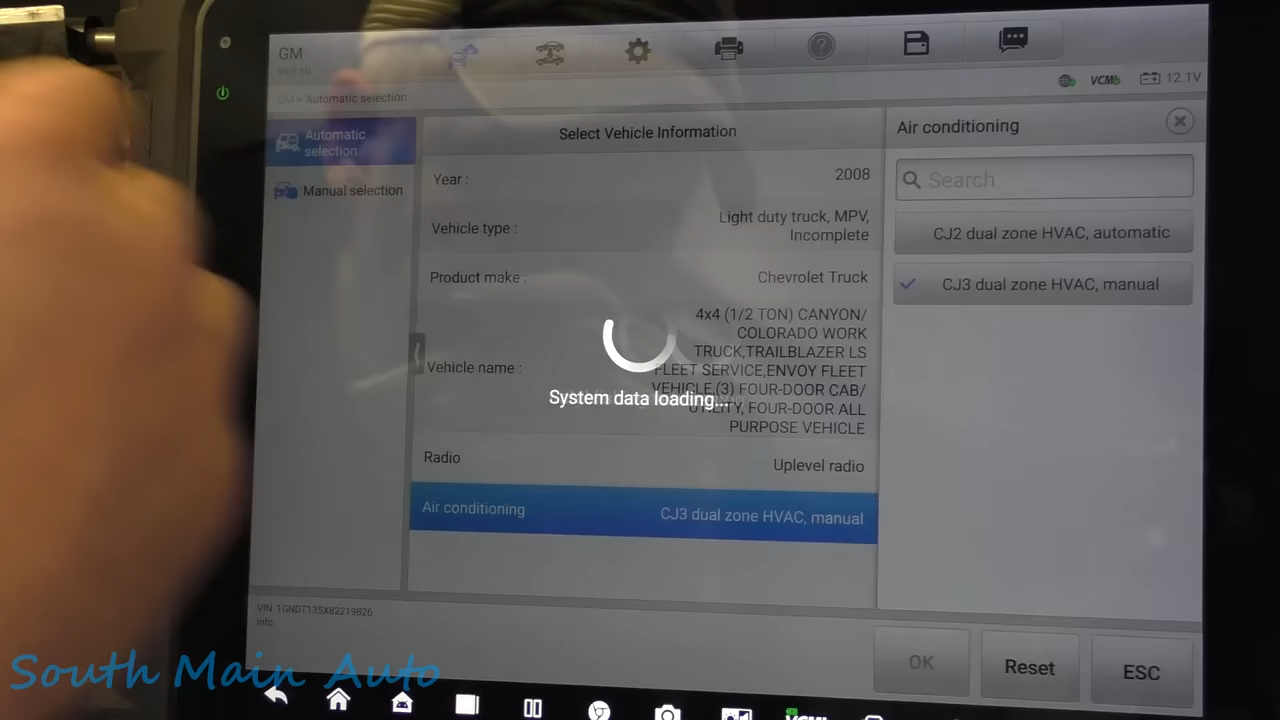 GM
VCMI
12.1V
GM > Automatic selection
Automatic
selection
Manual selection
Select Vehicle Information
Year :
2008
Vehicle type :
Light duty truck, MPV,
Incomplete
Product make :
Chevrolet Truck
Vehicle name :
4x4 (1/2 TON) CANYON/
COLORADO WORK
TRUCK,TRAILBLAZER LS
FLEET SERVICE,ENVOY FLEET
VEHICLE,(3) FOUR-DOOR CAB/
UTILITY, FOUR-DOOR ALL
PURPOSE VEHICLE
System data loading...
Radio
Uplevel radio
Air conditioning
CJ3 dual zone HVAC, manual
Air conditioning
Search
CJ2 dual zone HVAC, automatic
CJ3 dual zone HVAC, manual
VIN 1GNDT13SX82219826
Info
OK
Reset
ESC
South Main Auto
VCMI